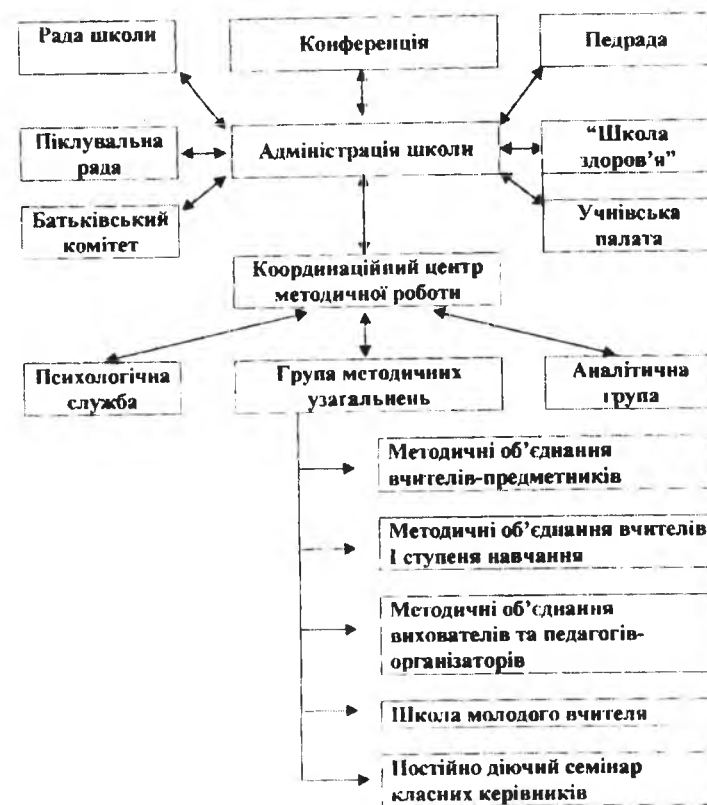 Рада школи
Конференція
Педрада
Піклувальна
рада
Адміністрація школи
“Школа
здоров’я”
Батьківський
комітет
Учнівська
палата
Координаційний центр
методичної роботи
Психологічна
служба
Група методичних
узагальнень
Аналітична
група
Методичні об’єднання
вчителів-предметників
Методичні об’єднання вчителів
І ступеня навчання
Методичні об’єднання
вихователів та педагогів-
організаторів
Школа молодого вчителя
Постійно діючий семінар
класних керівників